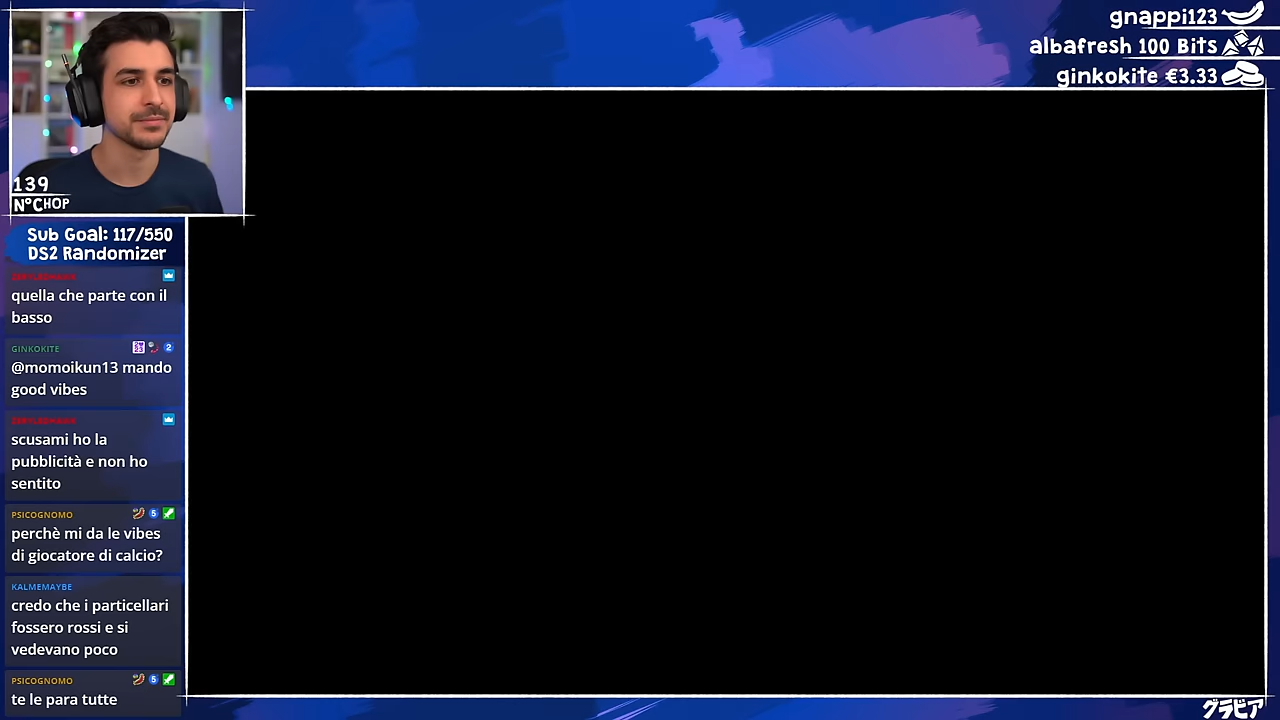 gnappi123
albafresh 100 Bits
ginkokite €3.33
139
N°CHOP
Sub Goal: 117/550
DS2 Randomizer
quella che parte con il
basso
GINKOKITE
2
@momoikun13 mando
good vibes
scusami ho la
pubblicità e non ho
sentito
PSICOGNOMO
5
perchè mi da le vibes
di giocatore di calcio?
KALMEMAYBE
credo che i particellari
fossero rossi e si
vedevano poco
PSICOGNOMO
5
te le para tutte
グラビア